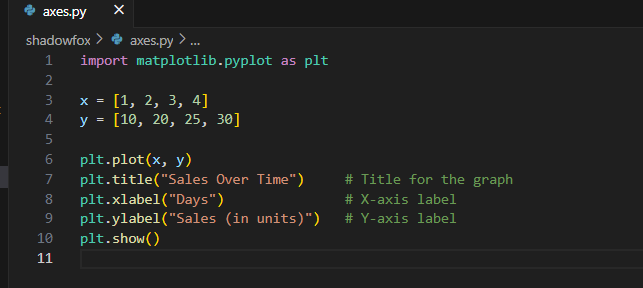 axes.py ×
shadowfox > axes.py > ...
1 import matplotlib.pyplot as plt
2
3 x = [1, 2, 3, 4]
4 y = [10, 20, 25, 30]
5
6 plt.plot(x, y)
7 plt.title("Sales Over Time")     # Title for the graph
8 plt.xlabel("Days")               # X-axis label
9 plt.ylabel("Sales (in units)")   # Y-axis label
10 plt.show()
11